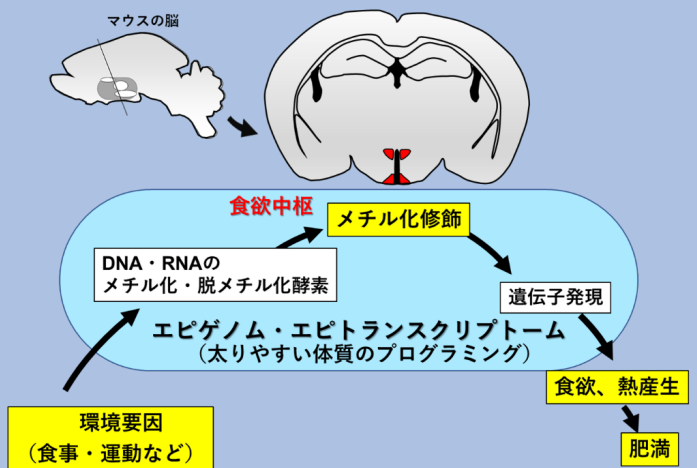 マウスの脳
食欲中枢
メチル化修飾
DNA・RNAの
メチル化・脱メチル化酵素
遺伝子発現
エピゲノム・エピトランスクリプトーム
（太りやすい体質のプログラミング）
食欲、熱産生
環境要因
（食事・運動など）
肥満